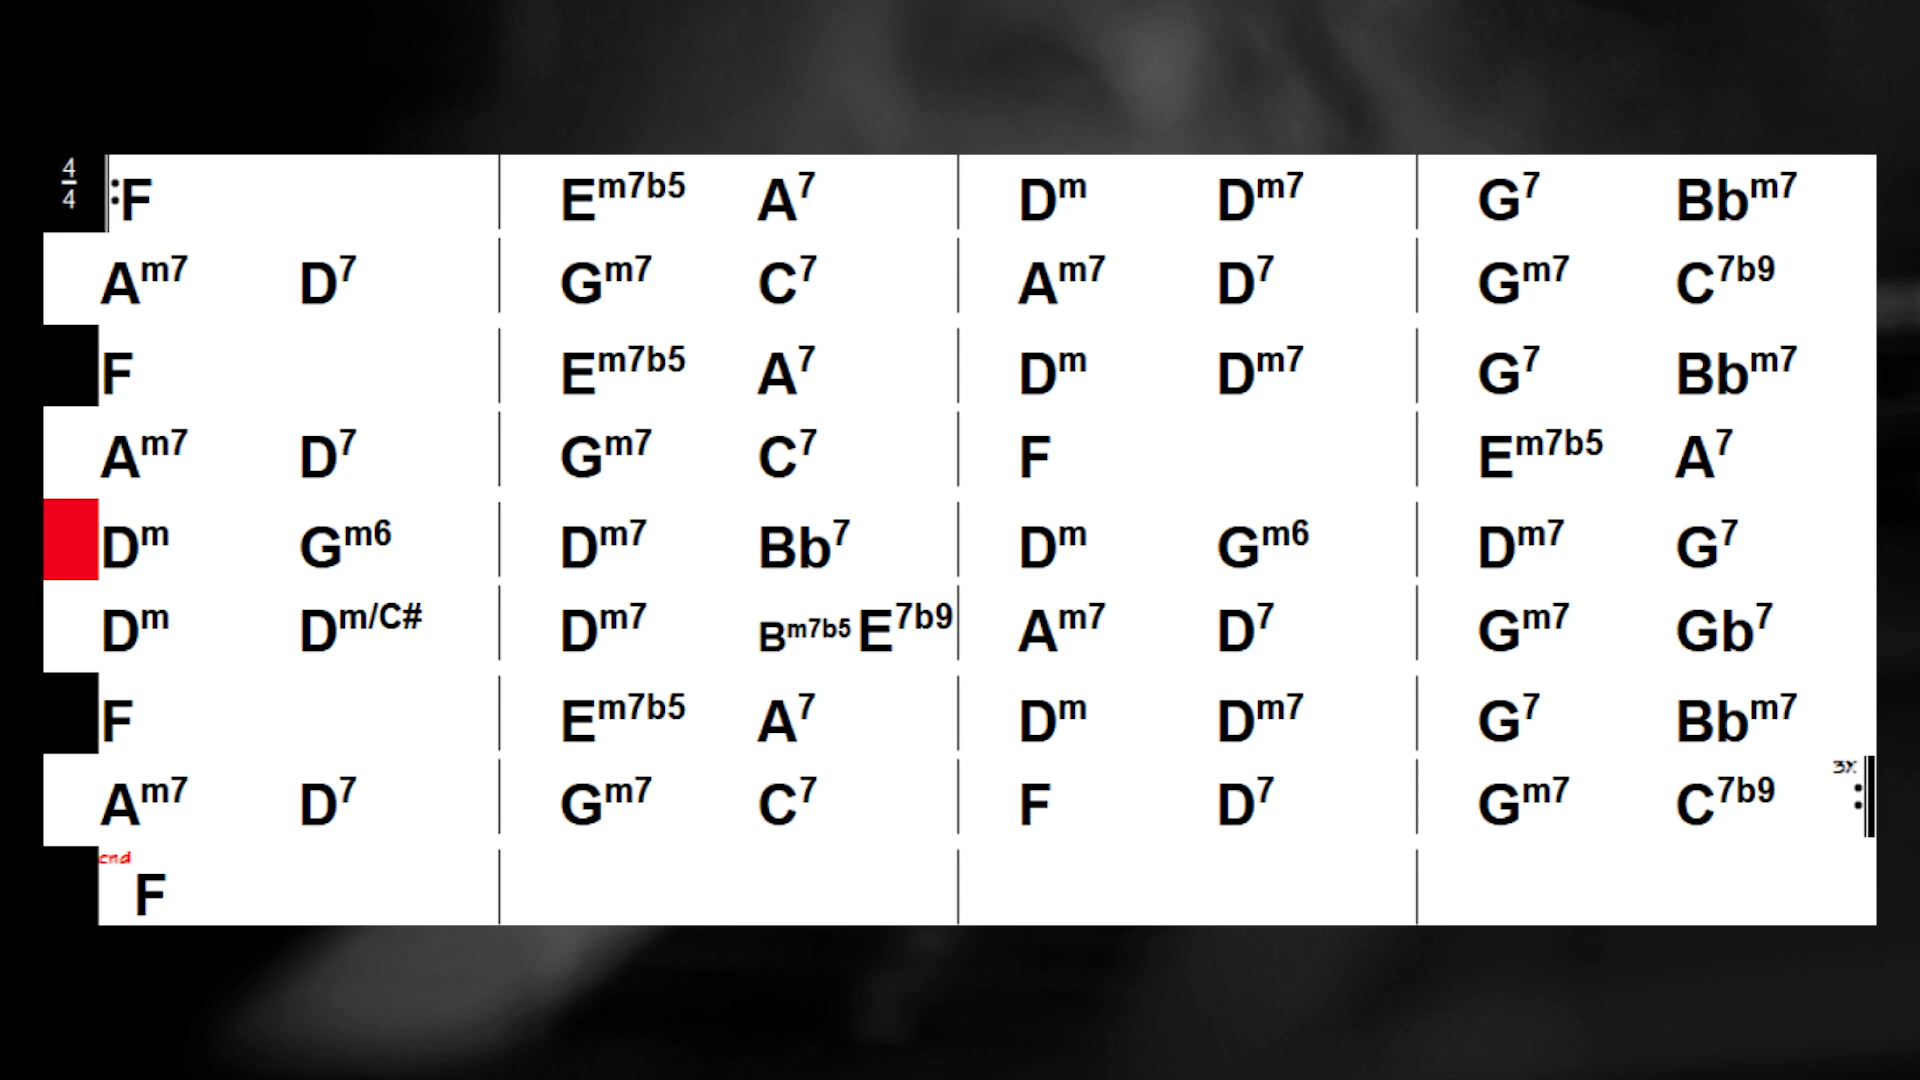 4/4 :F Em7b5 A7 Dm Dm7 G7 Bbm7
Am7 D7 Gm7 C7 Am7 D7 Gm7 C7b9
F Em7b5 A7 Dm Dm7 G7 Bbm7
Am7 D7 Gm7 C7 F Em7b5 A7
Dm Gm6 Dm7 Bb7 Dm Gm6 Dm7 G7
Dm Dm/C# Dm7 Bm7b5 E7b9 Am7 D7 Gm7 Gb7
F Em7b5 A7 Dm Dm7 G7 Bbm7
Am7 D7 Gm7 C7 F D7 Gm7 C7b9 3x :
end
F